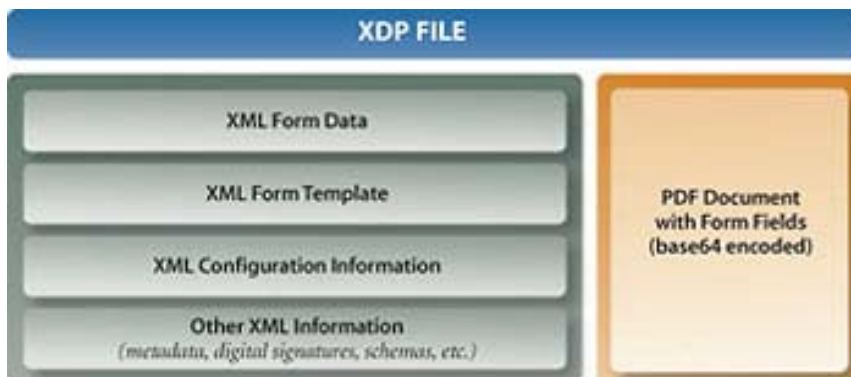 XDP FILE
XML Form Data
XML Form Template
XML Configuration Information
Other XML Information
(metadata, digital signatures, schemas, etc.)
PDF Document
with Form Fields
(base64 encoded)